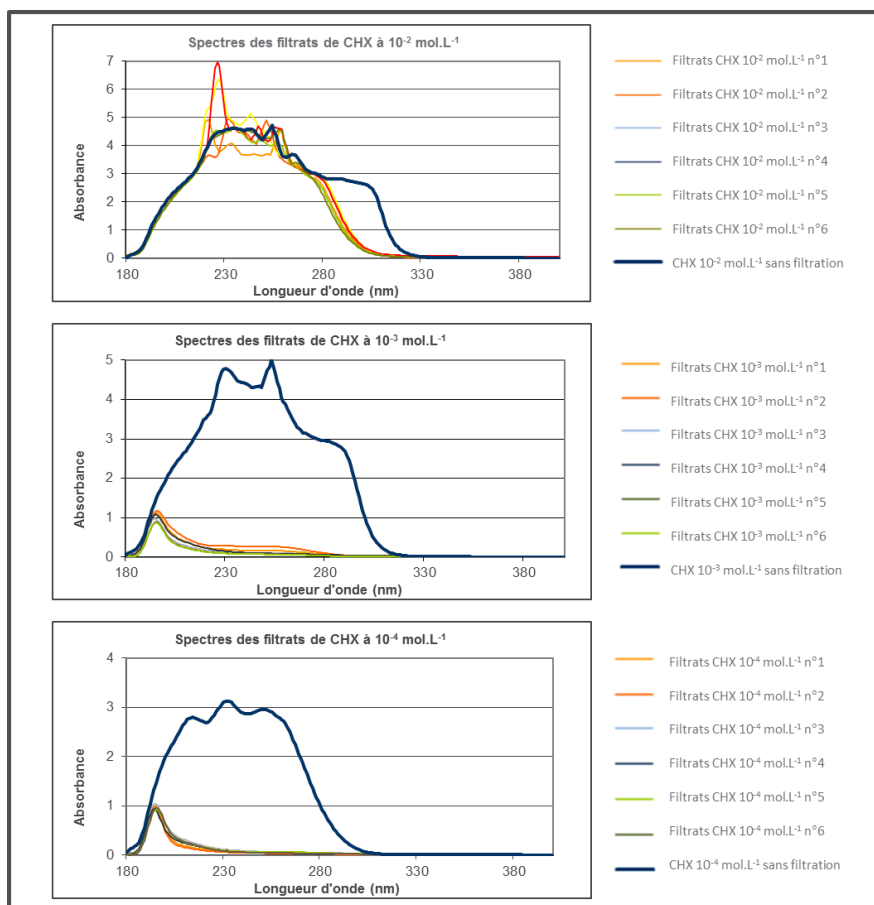 Spectres des filtrats de CHX à 10-2 mol.L-1
7
6
5
4
3
2
1
0
Absorbance
180 230 280 330 380
Longueur d'onde (nm)
Filtrats CHX 10-2 mol.L-1 n°1
Filtrats CHX 10-2 mol.L-1 n°2
Filtrats CHX 10-2 mol.L-1 n°3
Filtrats CHX 10-2 mol.L-1 n°4
Filtrats CHX 10-2 mol.L-1 n°5
Filtrats CHX 10-2 mol.L-1 n°6
CHX 10-2 mol.L-1 sans filtration
Spectres des filtrats de CHX à 10-3 mol.L-1
5
4
3
2
1
0
Absorbance
180 230 280 330 380
Longueur d'onde (nm)
Filtrats CHX 10-3 mol.L-1 n°1
Filtrats CHX 10-3 mol.L-1 n°2
Filtrats CHX 10-3 mol.L-1 n°3
Filtrats CHX 10-3 mol.L-1 n°4
Filtrats CHX 10-3 mol.L-1 n°5
Filtrats CHX 10-3 mol.L-1 n°6
CHX 10-3 mol.L-1 sans filtration
Spectres des filtrats de CHX à 10-4 mol.L-1
4
3
2
1
0
Absorbance
180 230 280 330 380
Longueur d'onde (nm)
Filtrats CHX 10-4 mol.L-1 n°1
Filtrats CHX 10-4 mol.L-1 n°2
Filtrats CHX 10-4 mol.L-1 n°3
Filtrats CHX 10-4 mol.L-1 n°4
Filtrats CHX 10-4 mol.L-1 n°5
Filtrats CHX 10-4 mol.L-1 n°6
CHX 10-4 mol.L-1 sans filtration